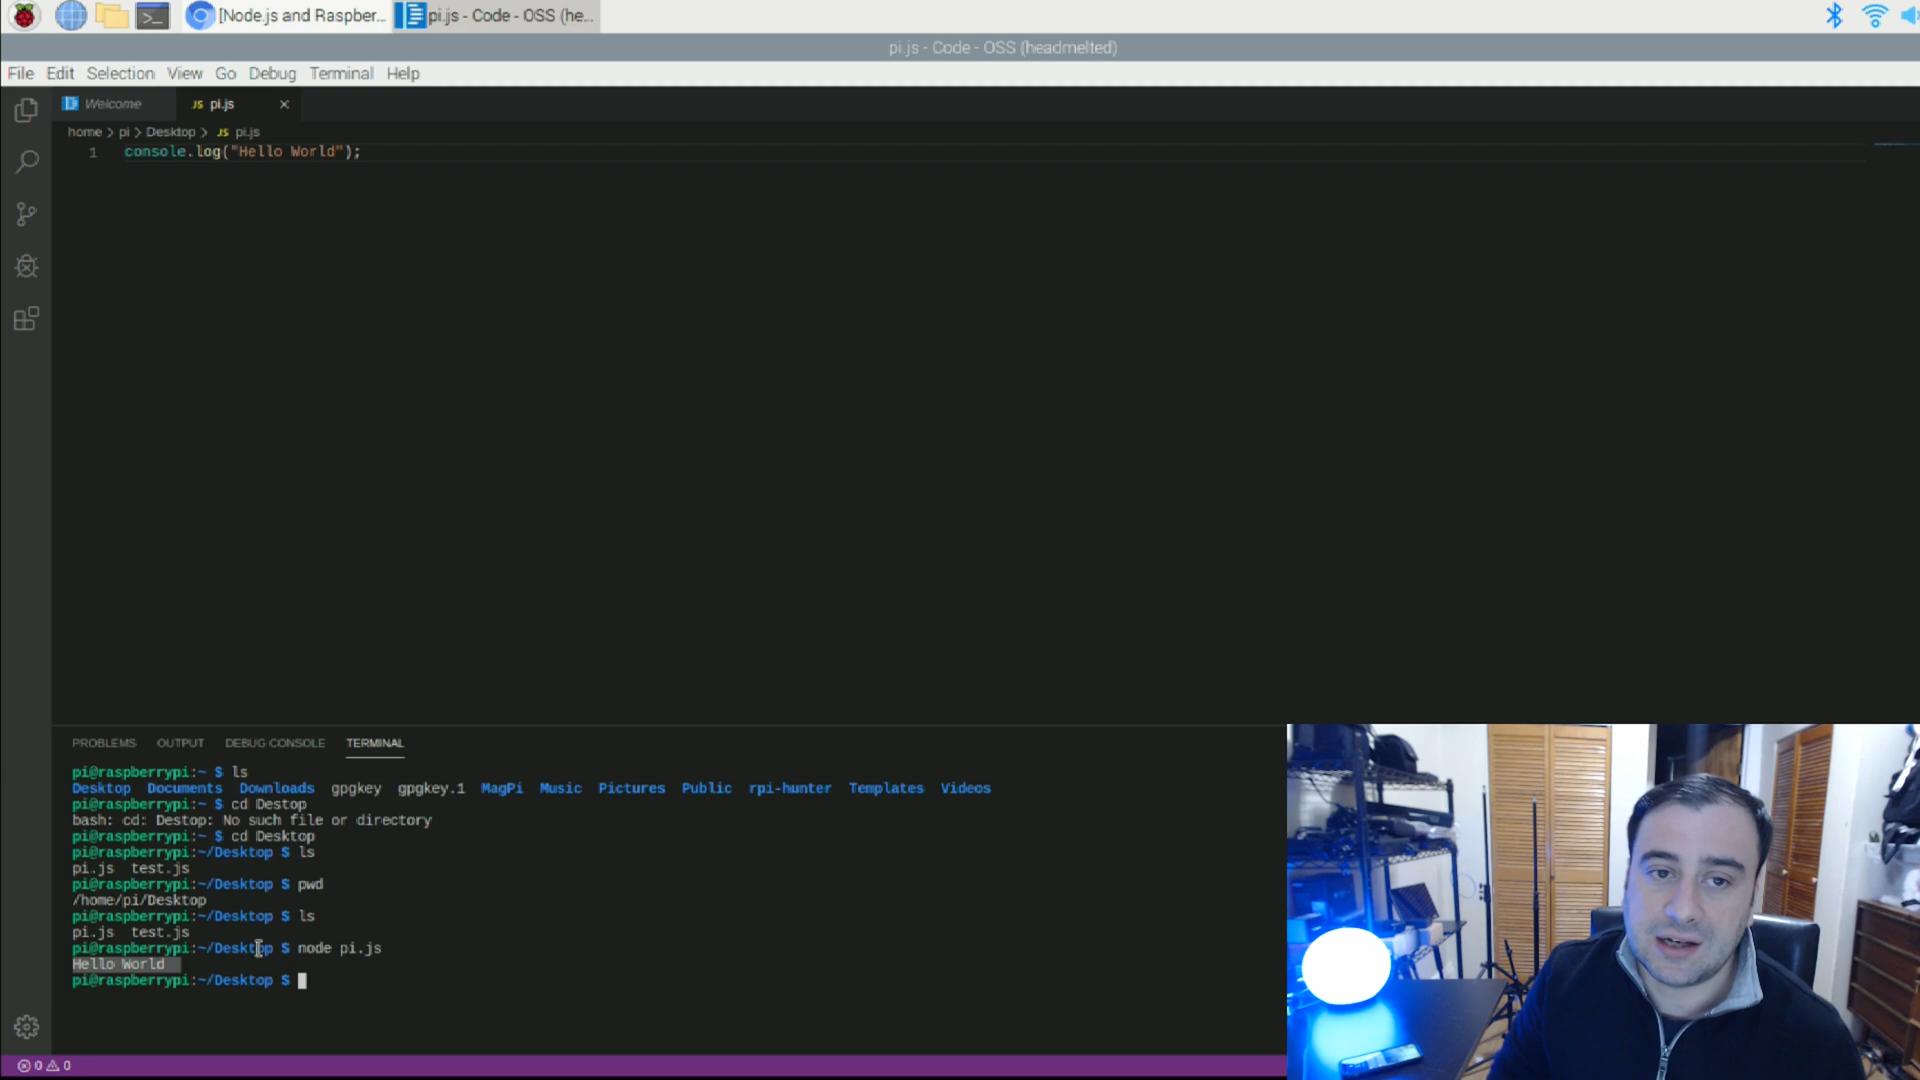 [Node.js and Raspber... pi.js - Code - OSS (he...
pi.js - Code - OSS (headmelted)
File Edit Selection View Go Debug Terminal Help
Welcome JS pi.js
home > pi > Desktop > JS pi.js
1 console.log("Hello World");
PROBLEMS OUTPUT DEBUG CONSOLE TERMINAL
pi@raspberrypi:~ $ ls
Desktop Documents Downloads gpgkey gpgkey.1 MagPi Music Pictures Public rpi-hunter Templates Videos
pi@raspberrypi:~ $ cd Destop
bash: cd: Destop: No such file or directory
pi@raspberrypi:~ $ cd Desktop
pi@raspberrypi:~/Desktop $ ls
pi.js test.js
pi@raspberrypi:~/Desktop $ pwd
/home/pi/Desktop
pi@raspberrypi:~/Desktop $ ls
pi.js test.js
pi@raspberrypi:~/Desktop $ node pi.js
Hello World
pi@raspberrypi:~/Desktop $
0 0